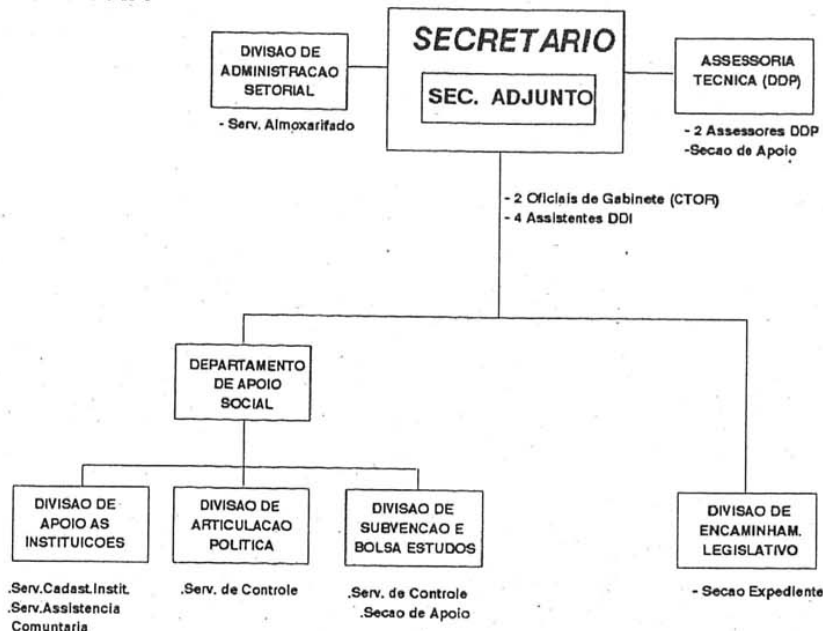 SECRETARIO
SEC. ADJUNTO
DIVISAO DE
ADMINISTRACAO
SETORIAL
- Serv. Almoxarifado
ASSESSORIA
TECNICA (DDP)
- 2 Assessores DDP
-Secao de Apoio
- 2 Oficiais de Gabinete (CTOR)
- 4 Assistentes DDI
DEPARTAMENTO
DE APOIO
SOCIAL
DIVISAO DE
APOIO AS
INSTITUICOES
.Serv.Cadast.Instit.
.Serv.Assistencia
Comuntaria
DIVISAO DE
ARTICULACAO
POLITICA
.Serv. de Controle
DIVISAO DE
SUBVENCAO E
BOLSA ESTUDOS
.Serv. de Controle
.Secao de Apoio
DIVISAO DE
ENCAMINHAM.
LEGISLATIVO
- Secao Expediente